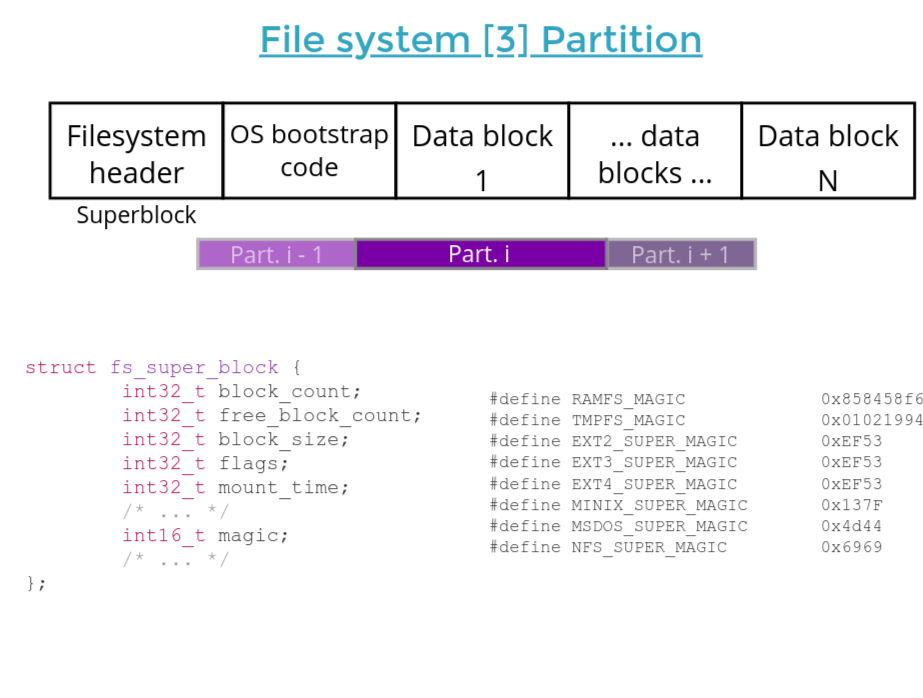 File system [3] Partition
Filesystem header
OS bootstrap code
Data block 1
... data blocks ...
Data block N
Superblock
Part. i - 1
Part. i
Part. i + 1
struct fs_super_block {
int32_t block_count;
int32_t free_block_count;
int32_t block_size;
int32_t flags;
int32_t mount_time;
/* ... */
int16_t magic;
/* ... */
};
#define RAMFS_MAGIC 0x858458f6
#define TMPFS_MAGIC 0x01021994
#define EXT2_SUPER_MAGIC 0xEF53
#define EXT3_SUPER_MAGIC 0xEF53
#define EXT4_SUPER_MAGIC 0xEF53
#define MINIX_SUPER_MAGIC 0x137F
#define MSDOS_SUPER_MAGIC 0x4d44
#define NFS_SUPER_MAGIC 0x6969